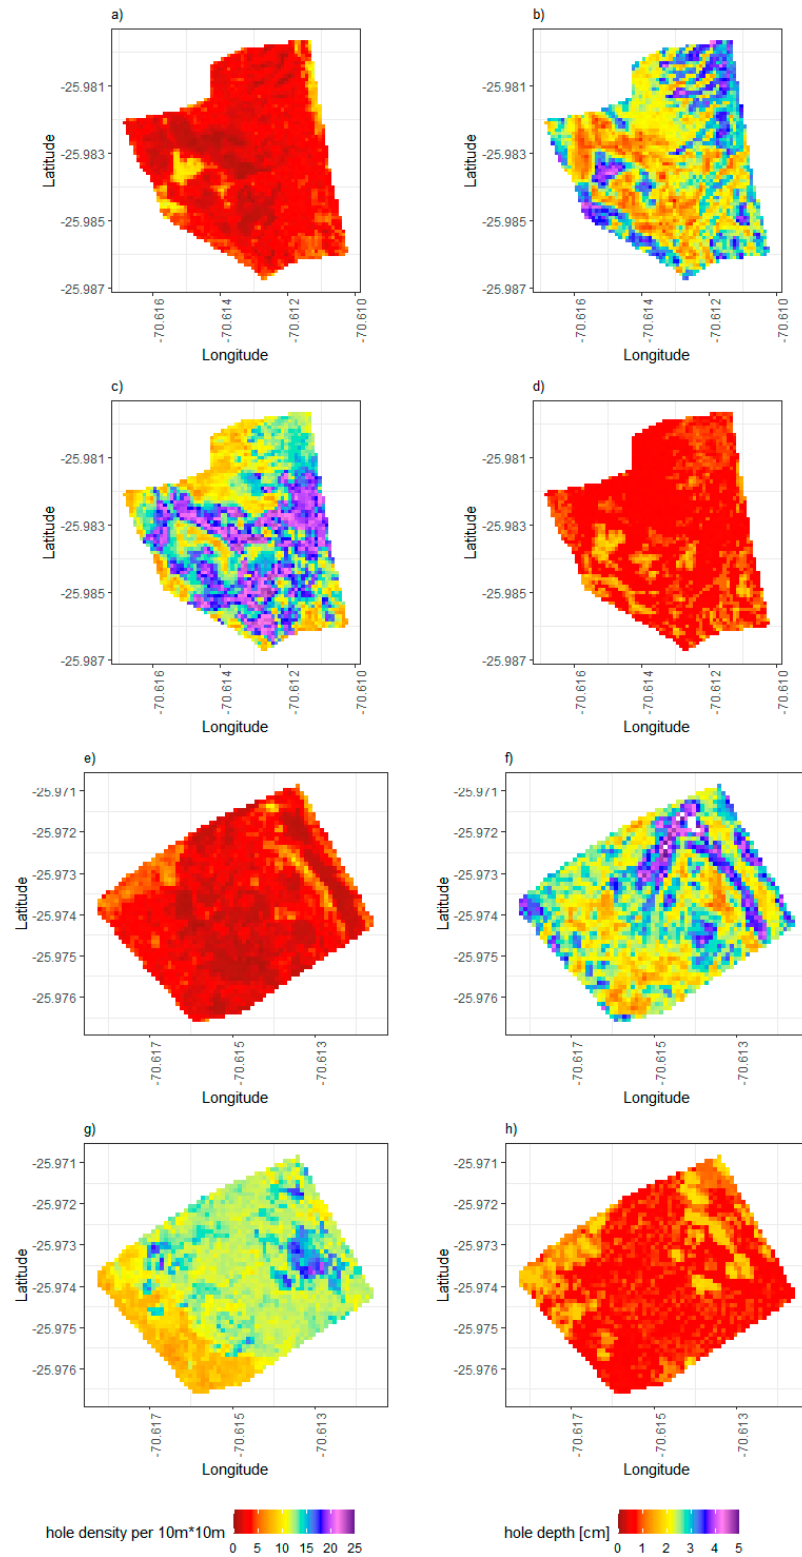 a)
b)
-25.981
-25.983
-25.985
-25.987
Latitude
-70.616
-70.614
-70.612
-70.610
Longitude
-25.981
-25.983
-25.985
-25.987
Latitude
-70.616
-70.614
-70.612
-70.610
Longitude
c)
d)
-25.981
-25.983
-25.985
-25.987
Latitude
-70.616
-70.614
-70.612
-70.610
Longitude
-25.981
-25.983
-25.985
-25.987
Latitude
-70.616
-70.614
-70.612
-70.610
Longitude
e)
f)
-25.971
-25.972
-25.973
-25.974
-25.975
-25.976
Latitude
-70.617
-70.615
-70.613
Longitude
-25.971
-25.972
-25.973
-25.974
-25.975
-25.976
Latitude
-70.617
-70.615
-70.613
Longitude
g)
h)
-25.971
-25.972
-25.973
-25.974
-25.975
-25.976
Latitude
-70.617
-70.615
-70.613
Longitude
-25.971
-25.972
-25.973
-25.974
-25.975
-25.976
Latitude
-70.617
-70.615
-70.613
Longitude
hole density per 10m*10m
0 5 10 15 20 25
hole depth [cm]
0 1 2 3 4 5